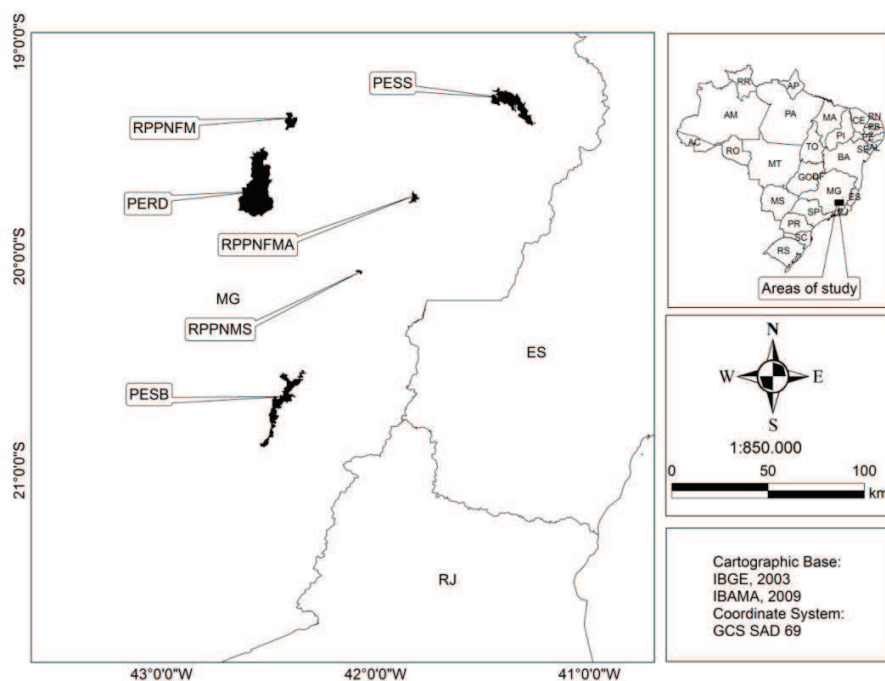 19°0'0"S
20°0'0"S
21°0'0"S
PESS
RPPNFM
PERD
RPPNFMA
MG
RPPNMS
ES
PESB
RJ
43°0'0"W
42°0'0"W
41°0'0"W
RR
AP
AM
PA
MA
CE
RN
PB
PE
PI
AC
RO
TO
SE
AL
MT
BA
GO
DF
MG
ES
MS
SP
RJ
PR
SC
RS
Areas of study
N
W
E
S
1:850.000
0
50
100
km
Cartographic Base:
IBGE, 2003
IBAMA, 2009
Coordinate System:
GCS SAD 69